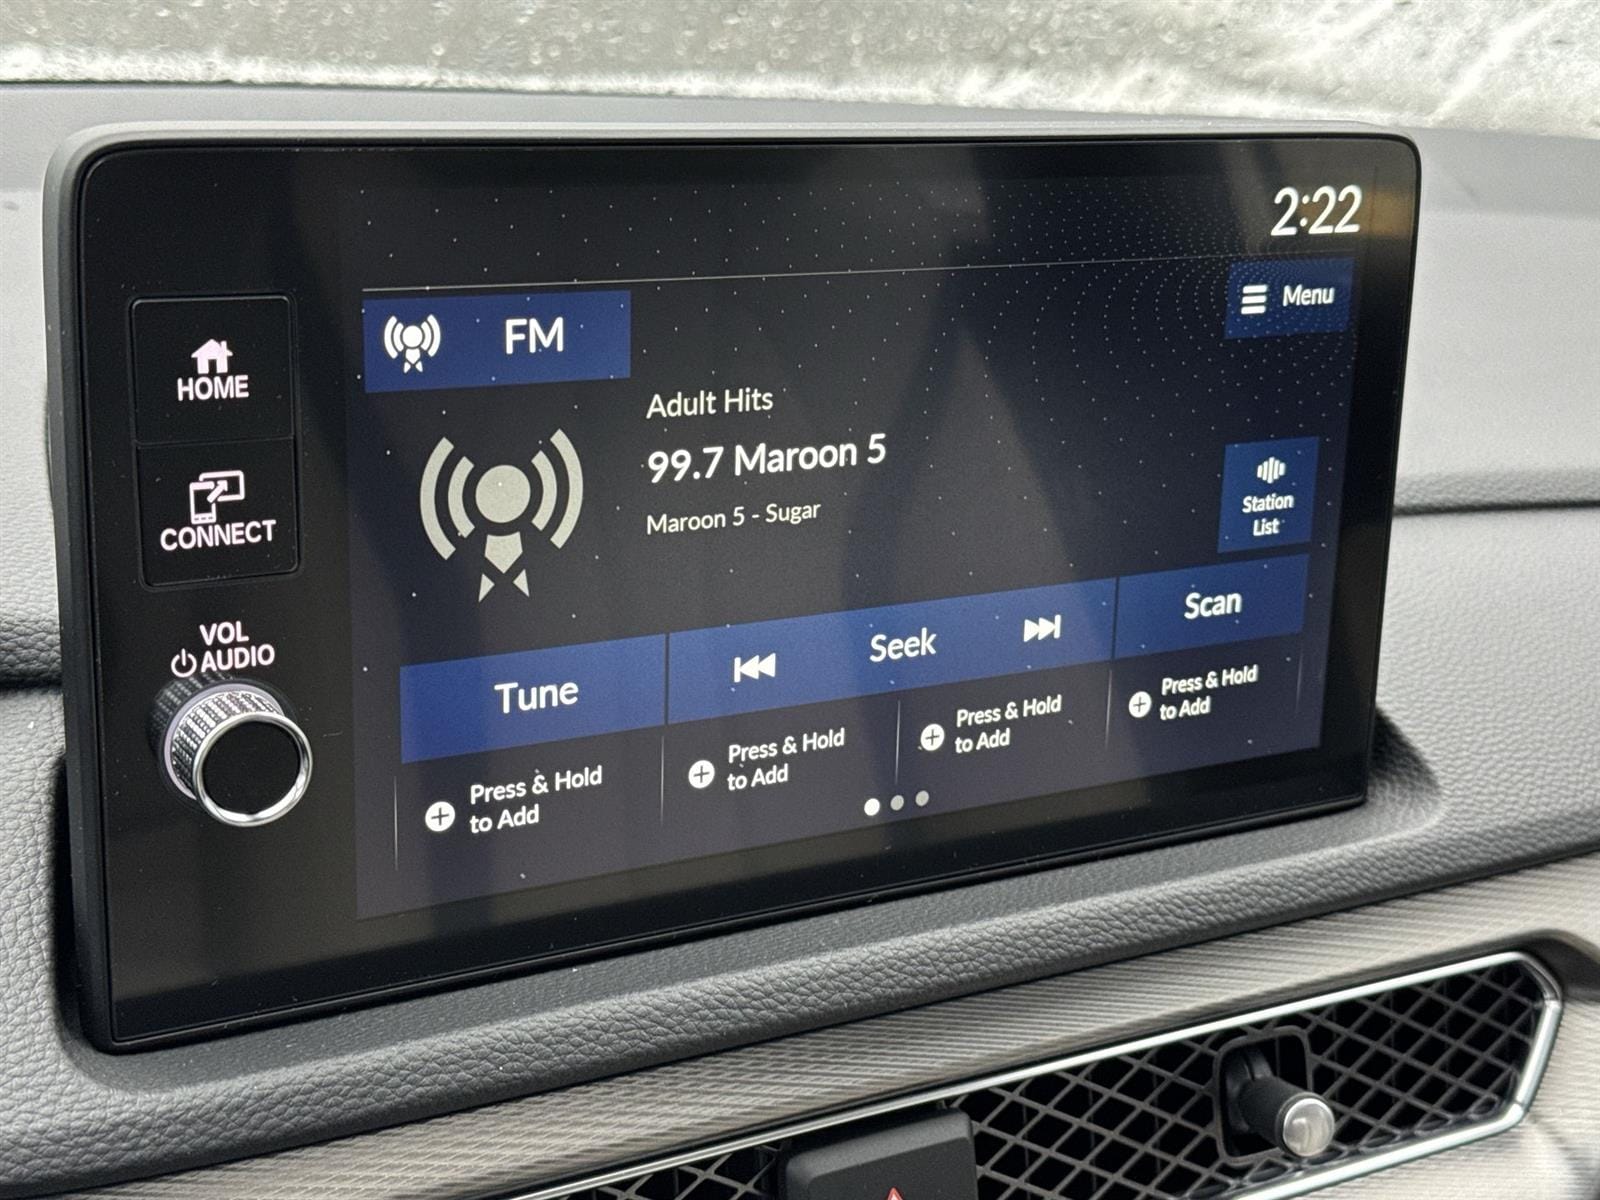 2:22
FM
Menu
HOME
Adult Hits
99.7 Maroon 5
Maroon 5 - Sugar
Station
List
CONNECT
VOL
AUDIO
Tune
Seek
Scan
Press & Hold
to Add
Press & Hold
to Add
Press & Hold
to Add
Press & Hold
to Add